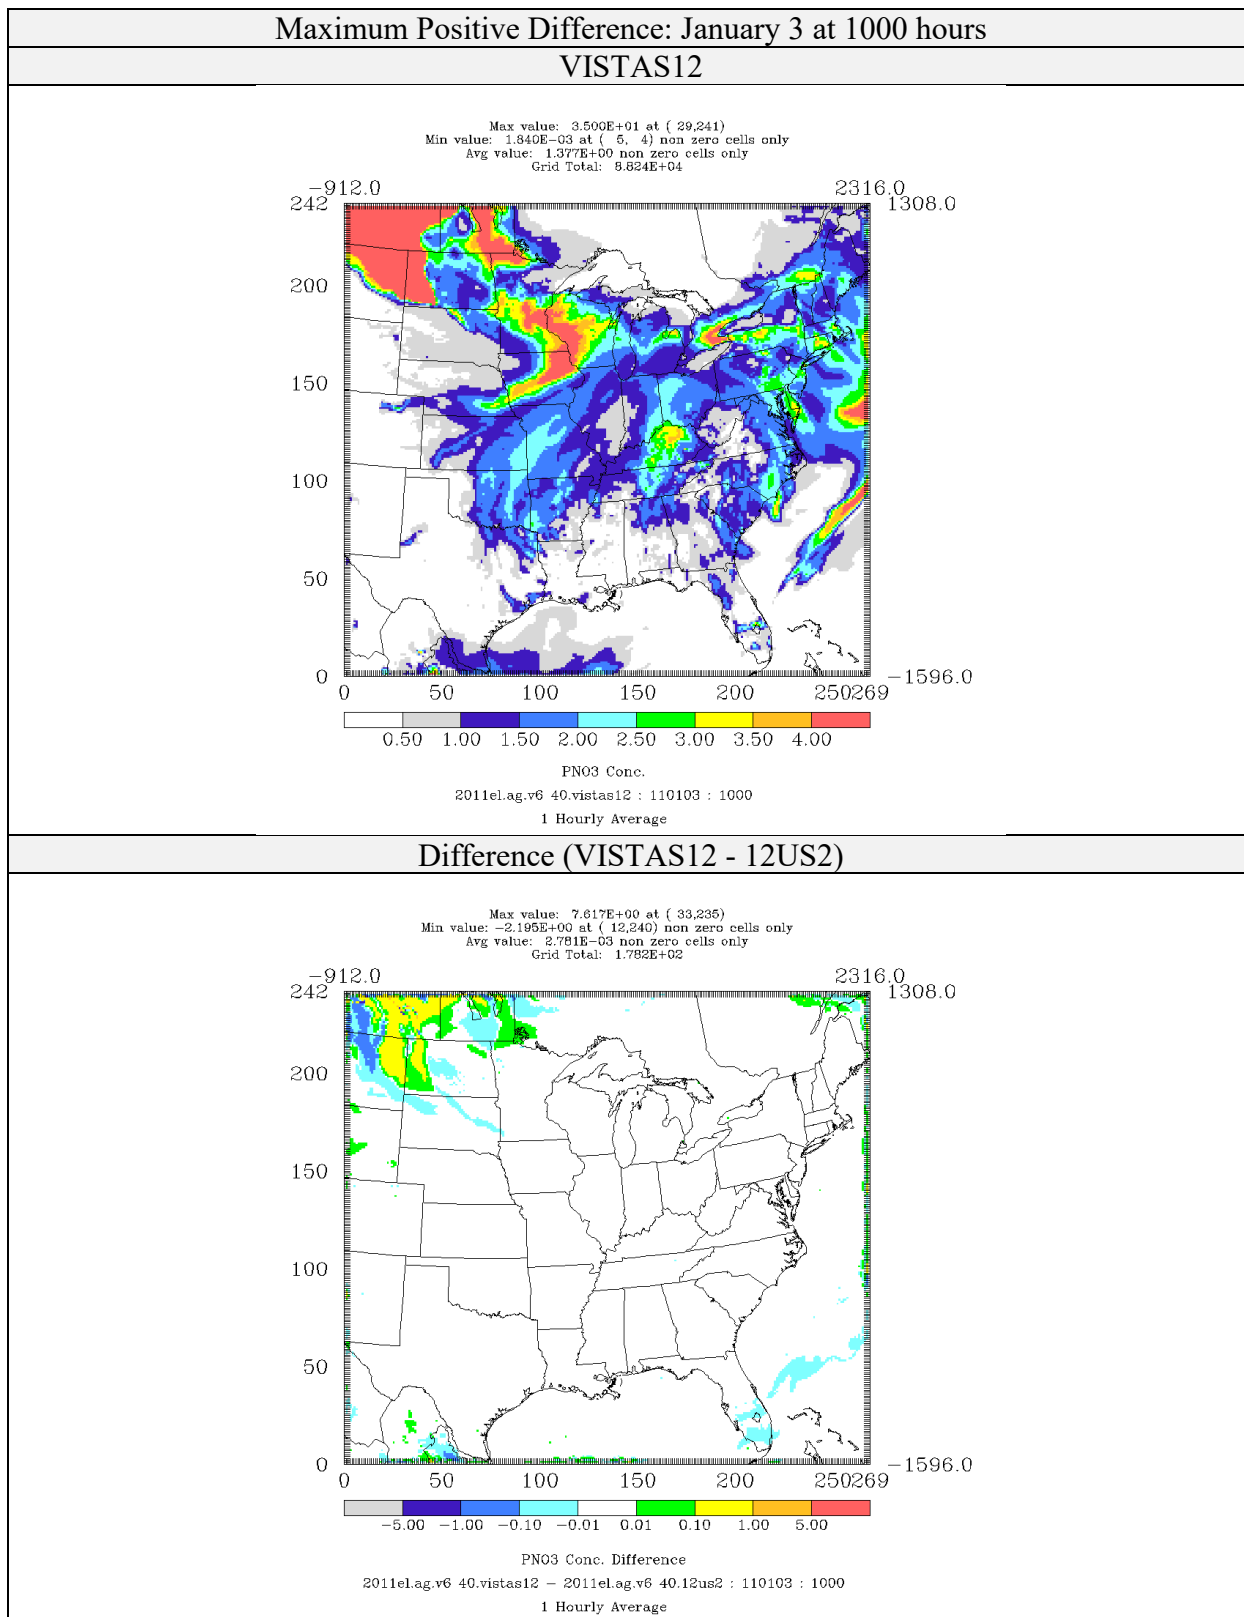 Maximum Positive Difference: January 3 at 1000 hours
VISTAS12
Max value: 3.500E+01 at ( 29,241)
Min value: 1.840E-03 at ( 5, 4) non zero cells only
Avg value: 1.377E+00 non zero cells only
Grid Total: 8.824E+04
-912.0 2316.0
242 1308.0
200
150
100
50
0 -1596.0
0 50 100 150 200 250 269
0.50 1.00 1.50 2.00 2.50 3.00 3.50 4.00
PNO3 Conc.
2011el.ag.v6 40.vistas12 : 110103 : 1000
1 Hourly Average
Difference (VISTAS12 - 12US2)
Max value: 7.617E+00 at ( 33,235)
Min value: -2.195E+00 at ( 12,240) non zero cells only
Avg value: 2.781E-03 non zero cells only
Grid Total: 1.782E+02
-912.0 2316.0
242 1308.0
200
150
100
50
0 -1596.0
0 50 100 150 200 250 269
-5.00 -1.00 -0.10 -0.01 0.01 0.10 1.00 5.00
PNO3 Conc. Difference
2011el.ag.v6 40.vistas12 - 2011el.ag.v6 40.12us2 : 110103 : 1000
1 Hourly Average